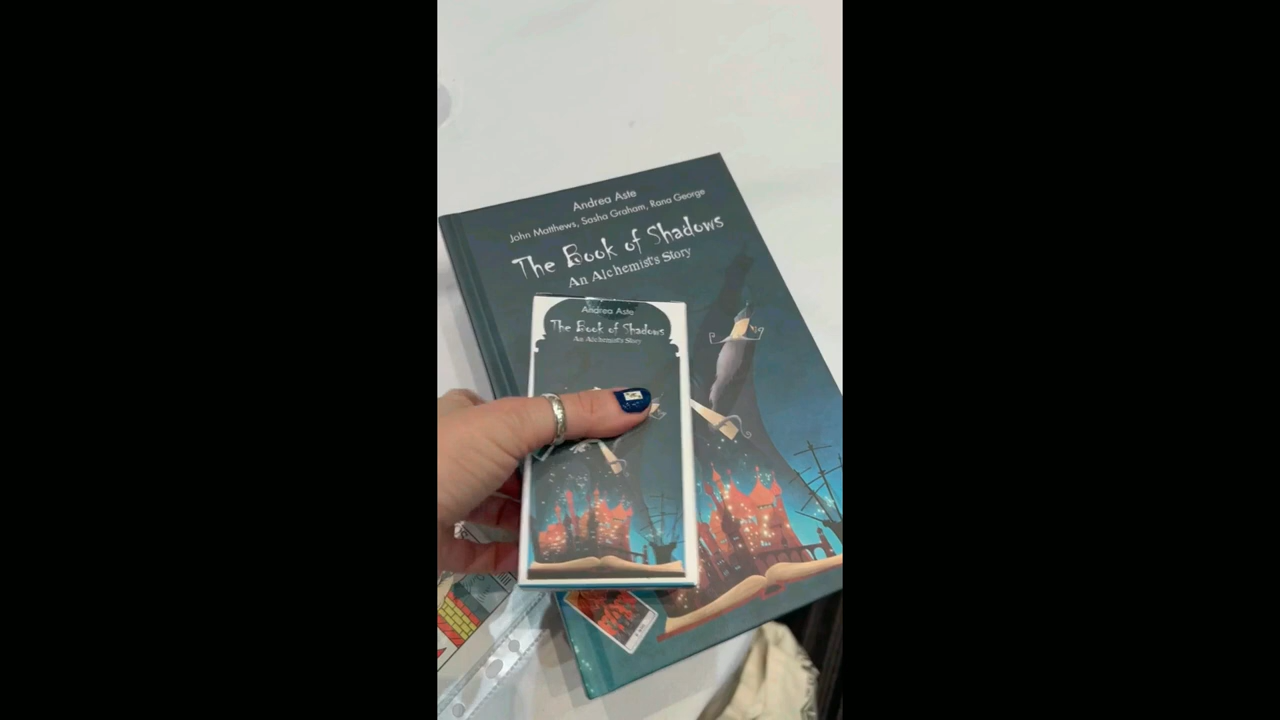 Andrea Aste
John Matthews, Sasha Graham, Rana George
The Book of Shadows
An Alchemist's Story
Andrea Aste
The Book of Shadows
An Alchemist's Story